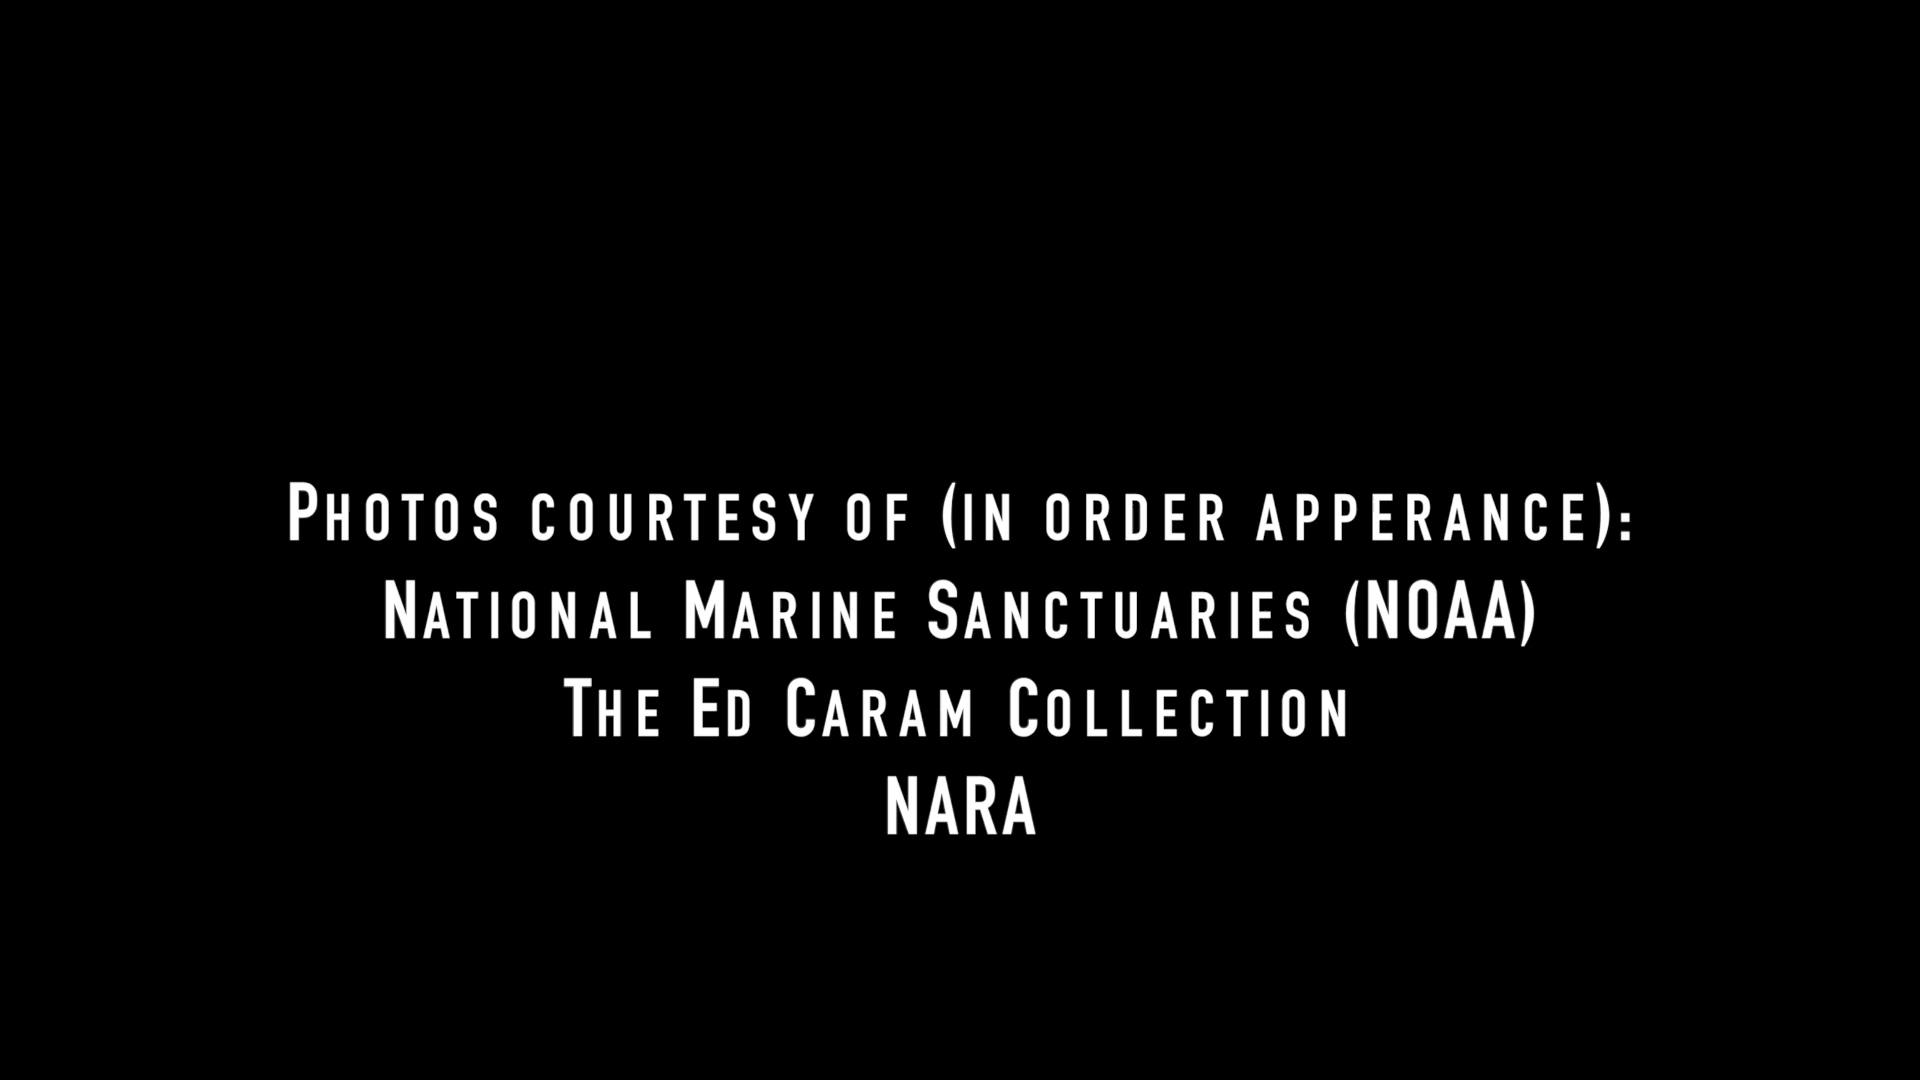 Photos courtesy of (in order apperance):
National Marine Sanctuaries (NOAA)
The Ed Caram Collection
NARA